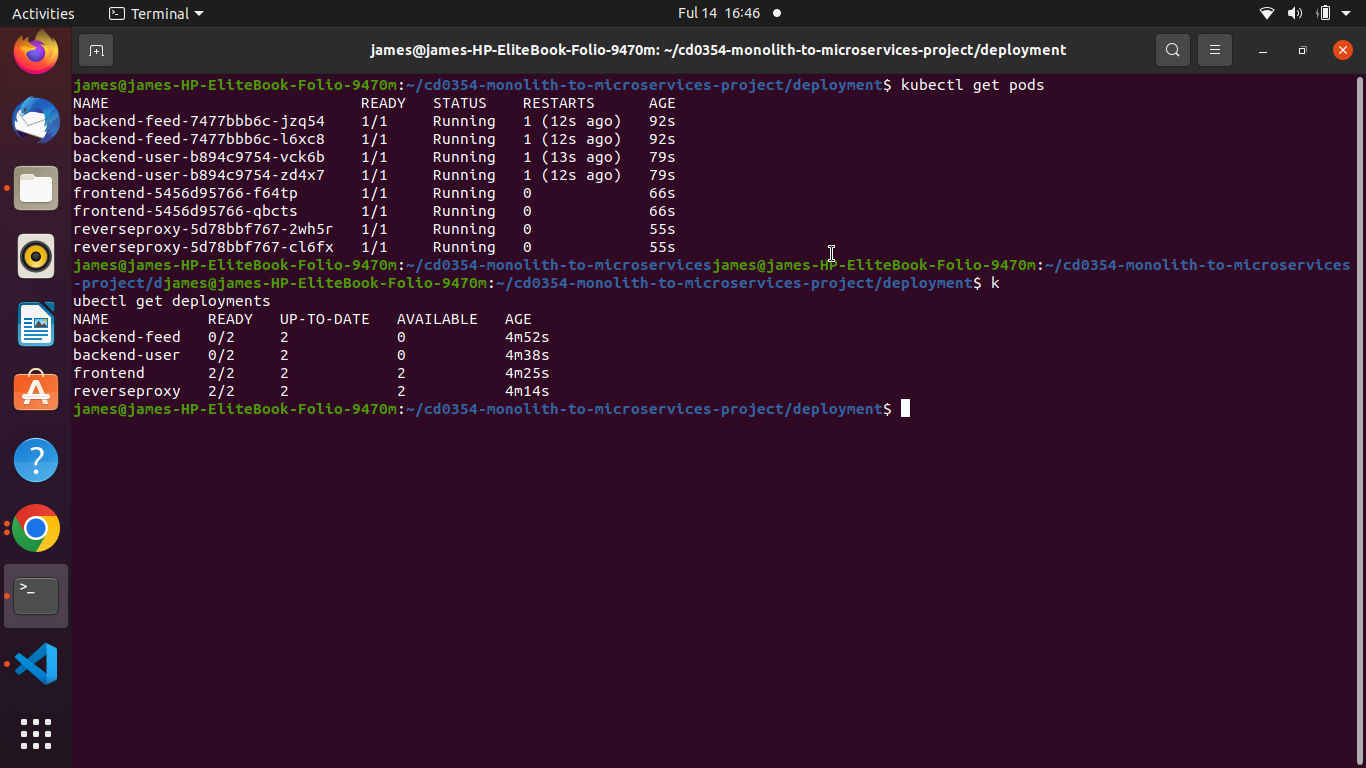 Activities Terminal Ful 14 16:46
james@james-HP-EliteBook-Folio-9470m: ~/cd0354-monolith-to-microservices-project/deployment
james@james-HP-EliteBook-Folio-9470m:~/cd0354-monolith-to-microservices-project/deployment$ kubectl get pods
NAME READY STATUS RESTARTS AGE
backend-feed-7477bbb6c-jzq54 1/1 Running 1 (12s ago) 92s
backend-feed-7477bbb6c-l6xc8 1/1 Running 1 (12s ago) 92s
backend-user-b894c9754-vck6b 1/1 Running 1 (13s ago) 79s
backend-user-b894c9754-zd4x7 1/1 Running 1 (12s ago) 79s
frontend-5456d95766-f64tp 1/1 Running 0 66s
frontend-5456d95766-qbcts 1/1 Running 0 66s
reverseproxy-5d78bbf767-2wh5r 1/1 Running 0 55s
reverseproxy-5d78bbf767-cl6fx 1/1 Running 0 55s
james@james-HP-EliteBook-Folio-9470m:~/cd0354-monolith-to-microservicesjames@james-HP-EliteBook-Folio-9470m:~/cd0354-monolith-to-microservices
-project/djames@james-HP-EliteBook-Folio-9470m:~/cd0354-monolith-to-microservices-project/deployment$ k
ubectl get deployments
NAME READY UP-TO-DATE AVAILABLE AGE
backend-feed 0/2 2 0 4m52s
backend-user 0/2 2 0 4m38s
frontend 2/2 2 2 4m25s
reverseproxy 2/2 2 2 4m14s
james@james-HP-EliteBook-Folio-9470m:~/cd0354-monolith-to-microservices-project/deployment$